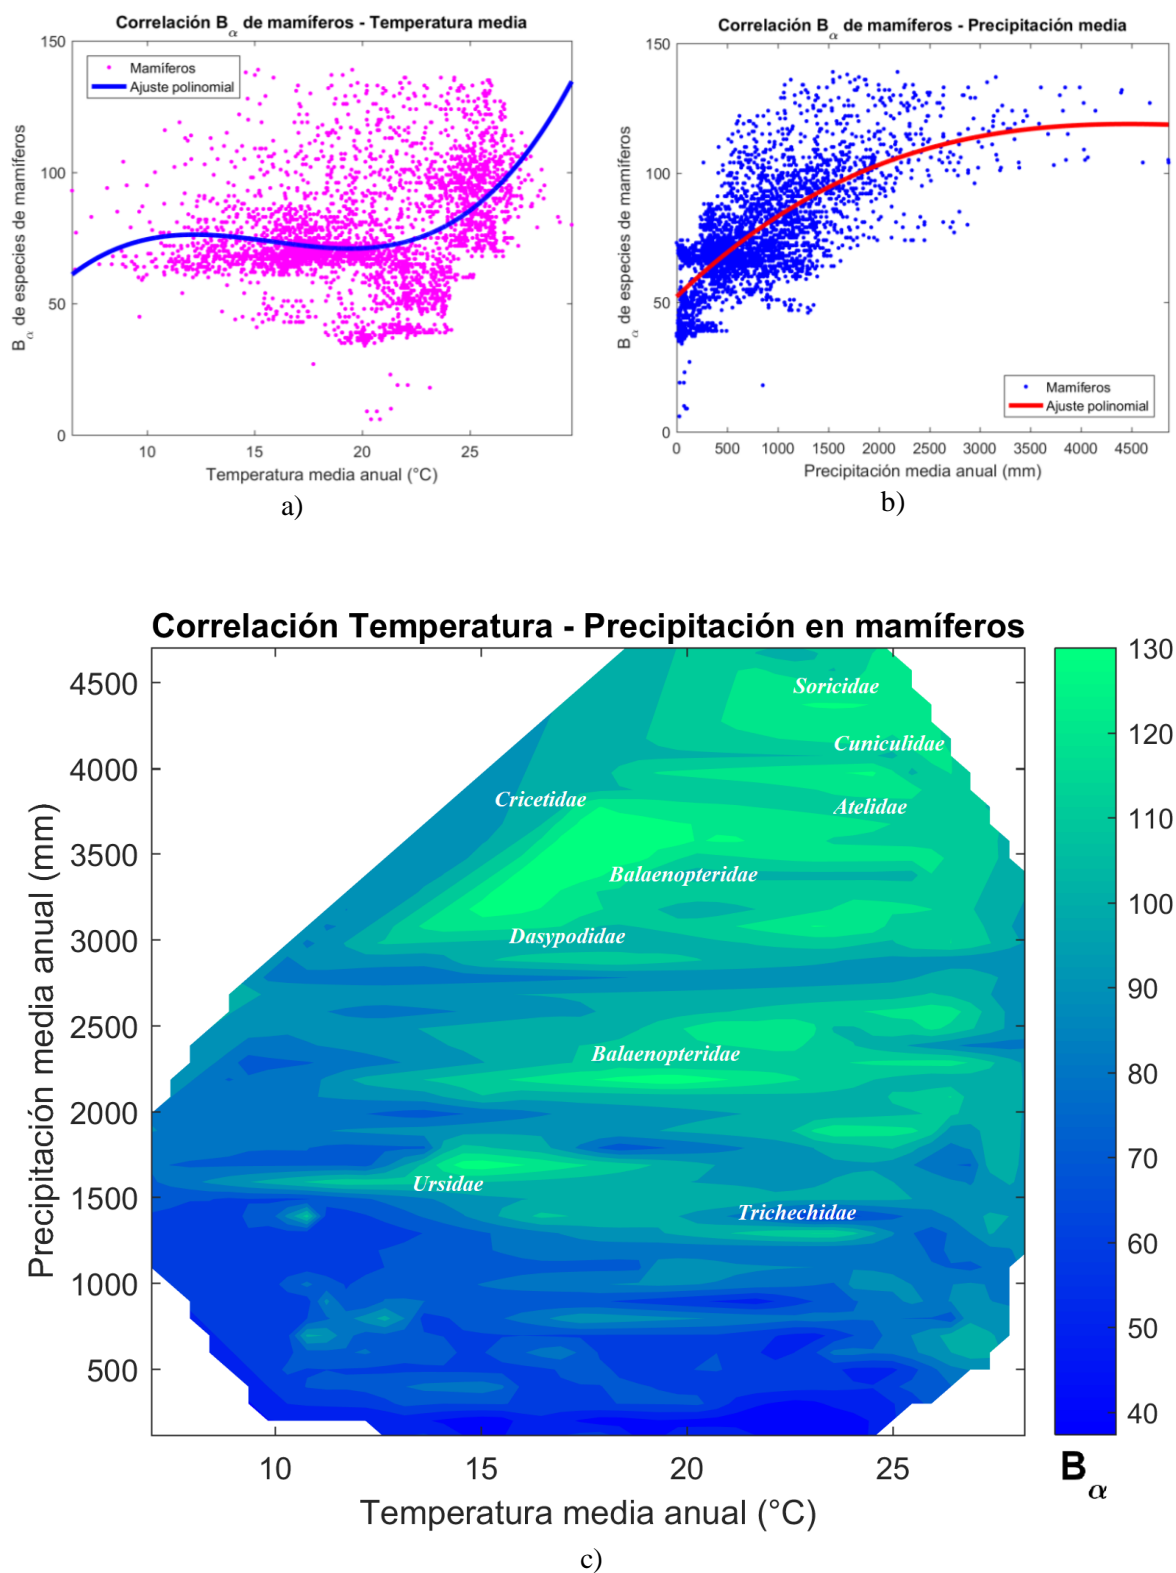 Correlación Bα de mamíferos - Temperatura media
150
100
50
0
Mamíferos
Ajuste polinomial
Bα de especies de mamíferos
10 15 20 25
Temperatura media anual (°C)
a)
Correlación Bα de mamíferos - Precipitación media
150
100
50
0
Bα de especies de mamíferos
Mamíferos
Ajuste polinomial
0 500 1000 1500 2000 2500 3000 3500 4000 4500
Precipitación media anual (mm)
b)
Correlación Temperatura - Precipitación en mamíferos
4500
4000
3500
3000
2500
2000
1500
1000
500
Precipitación media anual (mm)
Soricidae
Cuniculidae
Cricetidae
Atelidae
Balaenopteridae
Dasypodidae
Balaenopteridae
Ursidae
Trichechidae
10 15 20 25
Temperatura media anual (°C)
130
120
110
100
90
80
70
60
50
40
Bα
c)